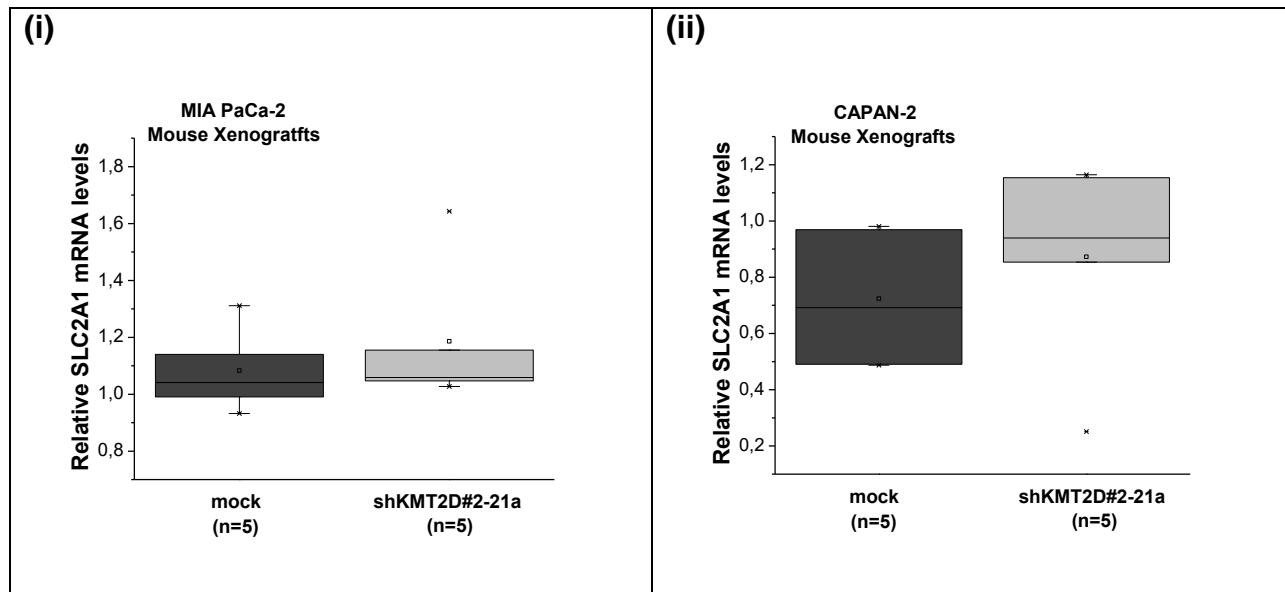 (i)
MIA PaCa-2
Mouse Xenogratfts
Relative SLC2A1 mRNA levels
1,8
1,6
1,4
1,2
1,0
0,8
mock
(n=5)
shKMT2D#2-21a
(n=5)
(ii)
CAPAN-2
Mouse Xenografts
Relative SLC2A1 mRNA levels
1,2
1,0
0,8
0,6
0,4
0,2
mock
(n=5)
shKMT2D#2-21a
(n=5)